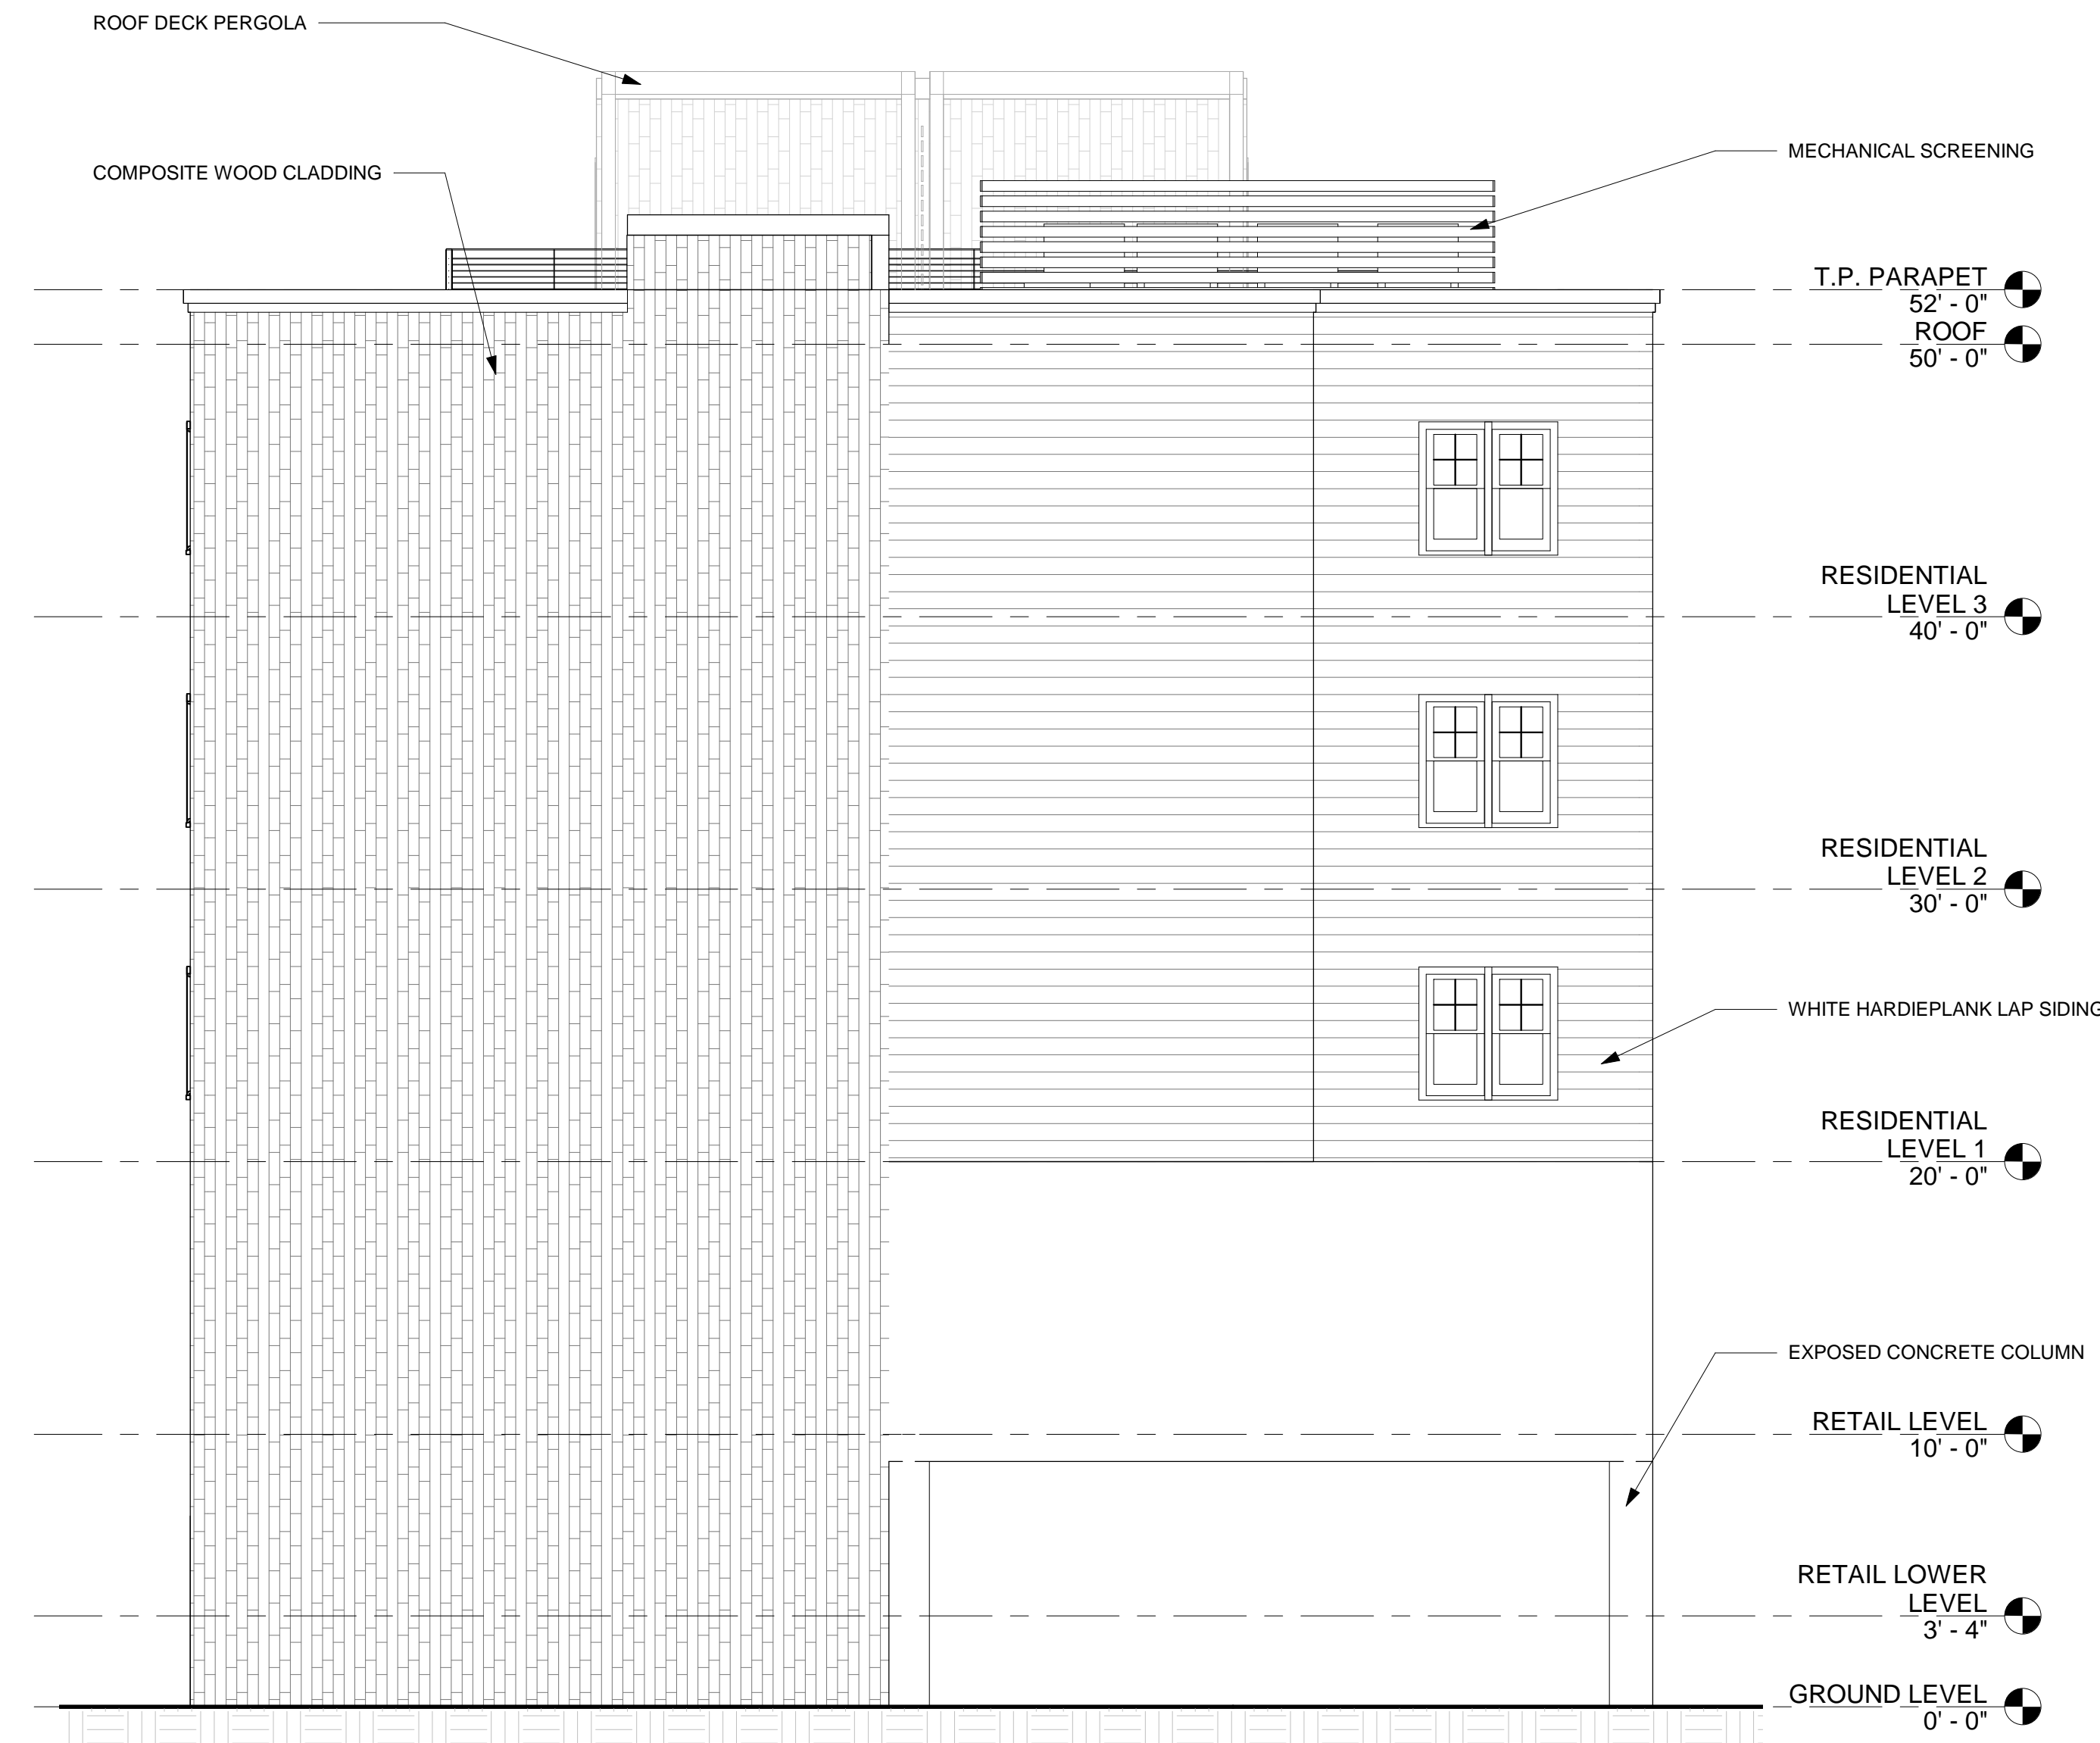 ROOF DECK PERGOLA
COMPOSITE WOOD CLADDING
MECHANICAL SCREENING
T.P. PARAPET
52' - 0"
ROOF
50' - 0"
RESIDENTIAL
LEVEL 3
40' - 0"
RESIDENTIAL
LEVEL 2
30' - 0"
WHITE HARDIEPLANK LAP SIDING
RESIDENTIAL
LEVEL 1
20' - 0"
EXPOSED CONCRETE COLUMN
RETAIL LEVEL
10' - 0"
RETAIL LOWER
LEVEL
3' - 4"
GROUND LEVEL
0' - 0"